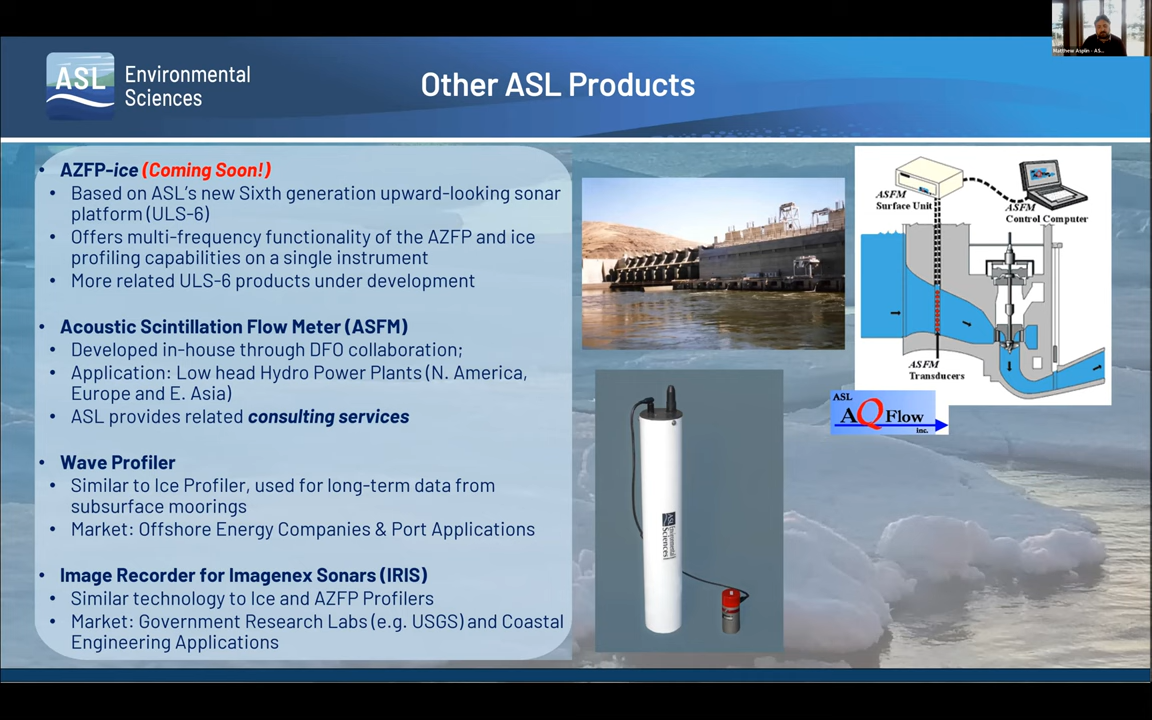 Matthew Asplin - AS...
ASL Environmental
Sciences
Other ASL Products
• AZFP-ice (Coming Soon!)
• Based on ASL's new Sixth generation upward-looking sonar
platform (ULS-6)
• Offers multi-frequency functionality of the AZFP and ice
profiling capabilities on a single instrument
• More related ULS-6 products under development
• Acoustic Scintillation Flow Meter (ASFM)
• Developed in-house through DFO collaboration;
• Application: Low head Hydro Power Plants (N. America,
Europe and E. Asia)
• ASL provides related consulting services
• Wave Profiler
• Similar to Ice Profiler, used for long-term data from
subsurface moorings
• Market: Offshore Energy Companies & Port Applications
• Image Recorder for Imagenex Sonars (IRIS)
• Similar technology to Ice and AZFP Profilers
• Market: Government Research Labs (e.g. USGS) and Coastal
Engineering Applications
ASFM
Surface Unit
ASFM
Control Computer
ASFM
Transducers
ASL
AQFlow
inc.
ASL Environmental
Sciences